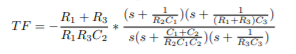 TF = -\frac{R_1 + R_3}{R_1 R_3 C_2} * \frac{(s + \frac{1}{R_2 C_1})(s + \frac{1}{(R_1 + R_3) C_3})}{s(s + \frac{C_1 + C_2}{R_2 C_1 C_2})(s + \frac{1}{R_3 C_3})}